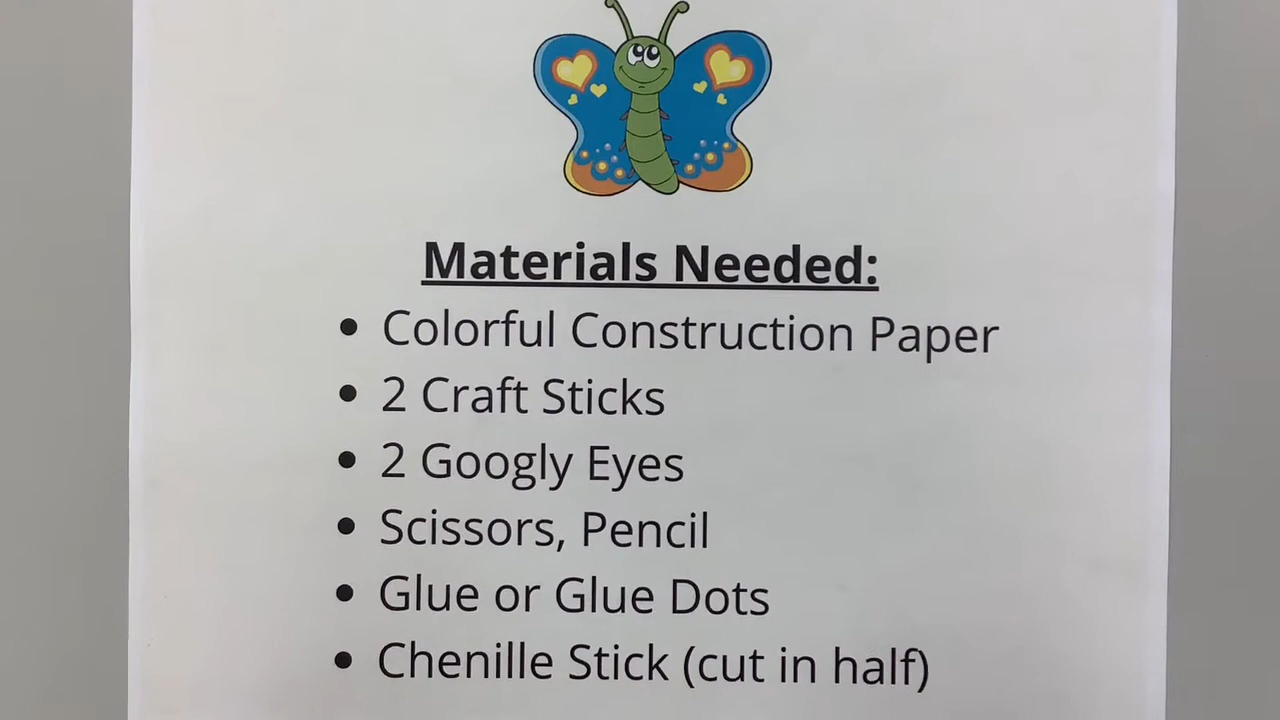 Materials Needed:
• Colorful Construction Paper
• 2 Craft Sticks
• 2 Googly Eyes
• Scissors, Pencil
• Glue or Glue Dots
• Chenille Stick (cut in half)